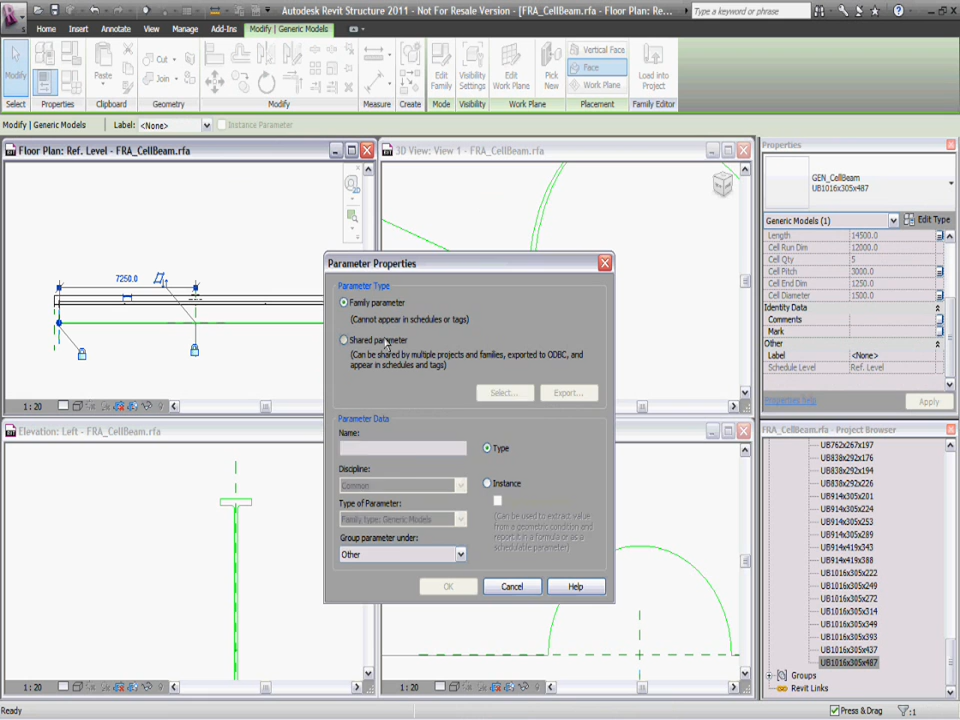 Autodesk Revit Structure 2011 - Not For Resale Version - [FRA_CellBeam.rfa - Floor Plan: Re...
Type a keyword or phrase
Home Insert Annotate View Manage Add-Ins Modify | Generic Models
Modify
Paste
Cut
Join
Edit Family
Visibility Settings
Edit Work Plane
Pick New
Vertical Face
Face
Work Plane
Load into Project
Select Properties Clipboard Geometry Modify Measure Create Mode Visibility Work Plane Placement Family Editor
Modify | Generic Models Label: <None> Instance Parameter
Floor Plan: Ref. Level - FRA_CellBeam.rfa
7250.0
1 : 20
3D View: View 1 - FRA_CellBeam.rfa
Elevation: Left - FRA_CellBeam.rfa
1 : 20
1 : 20
Parameter Properties
Parameter Type
Family parameter
(Cannot appear in schedules or tags)
Shared parameter
(Can be shared by multiple projects and families, exported to ODBC, and
appear in schedules and tags)
Select... Export...
Parameter Data
Name:
Type
Discipline:
Common
Instance
Type of Parameter:
Family type: Generic Models
(Can be used to extract value
from a geometric condition and
report it in a formula or as a
schedulable parameter)
Group parameter under:
Other
OK Cancel Help
Properties
GEN_CellBeam
UB1016x305x487
Generic Models (1) Edit Type
Length 14500.0
Cell Run Dim 12000.0
Cell Qty 5
Cell Pitch 3000.0
Cell End Dim 1250.0
Cell Diameter 1500.0
Identity Data
Comments
Mark
Other
Label <None>
Schedule Level Ref. Level
Properties help Apply
FRA_CellBeam.rfa - Project Browser
UB762x267x197
UB838x292x176
UB838x292x194
UB838x292x226
UB914x305x201
UB914x305x224
UB914x305x253
UB914x305x289
UB914x419x343
UB914x419x388
UB1016x305x222
UB1016x305x249
UB1016x305x272
UB1016x305x314
UB1016x305x349
UB1016x305x393
UB1016x305x437
UB1016x305x487
Groups
Revit Links
Ready
Press & Drag :1